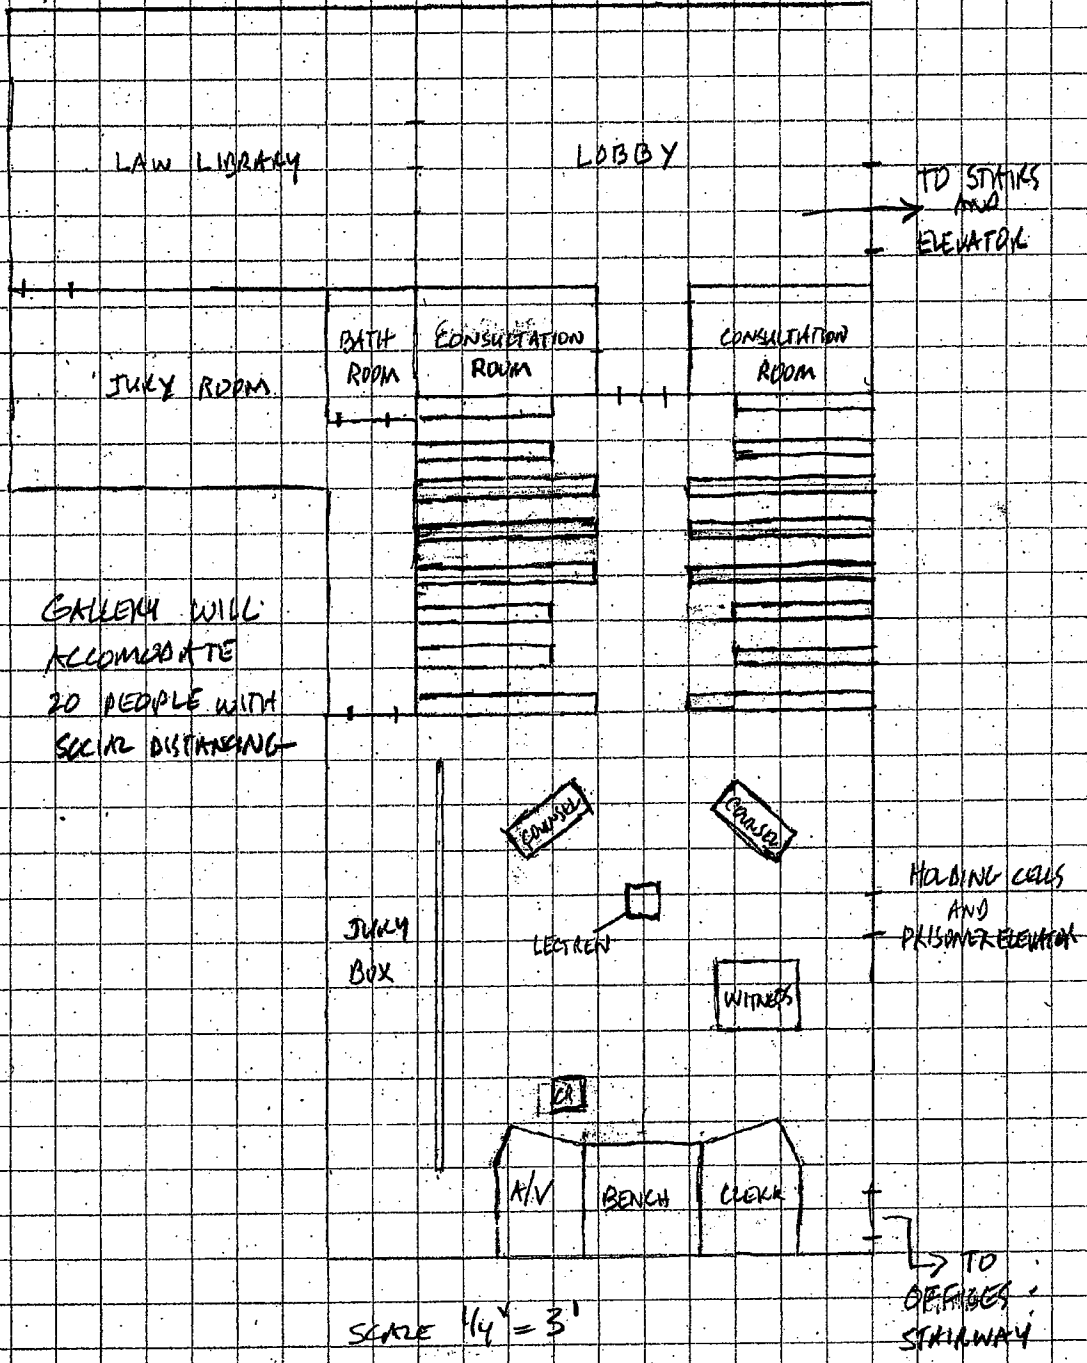 LAW LIBRARY
LOBBY
TO STAIRS
AND
ELEVATOR
BATH
ROOM
CONSULTATION
ROOM
CONSULTATION
ROOM
JURY ROOM
GALLERY WILL
ACCOMODATE
20 PEOPLE WITH
SOCIAL DISTANCING
COUNSEL
COUNSEL
HOLDING CELLS
AND
PRISONER ELEVATOR
JURY
BOX
LECTREN
WITNESS
CR
A/V
BENCH
CLERK
TO
OFFICES
STAIRWAY
SCALE 1/4" = 3'